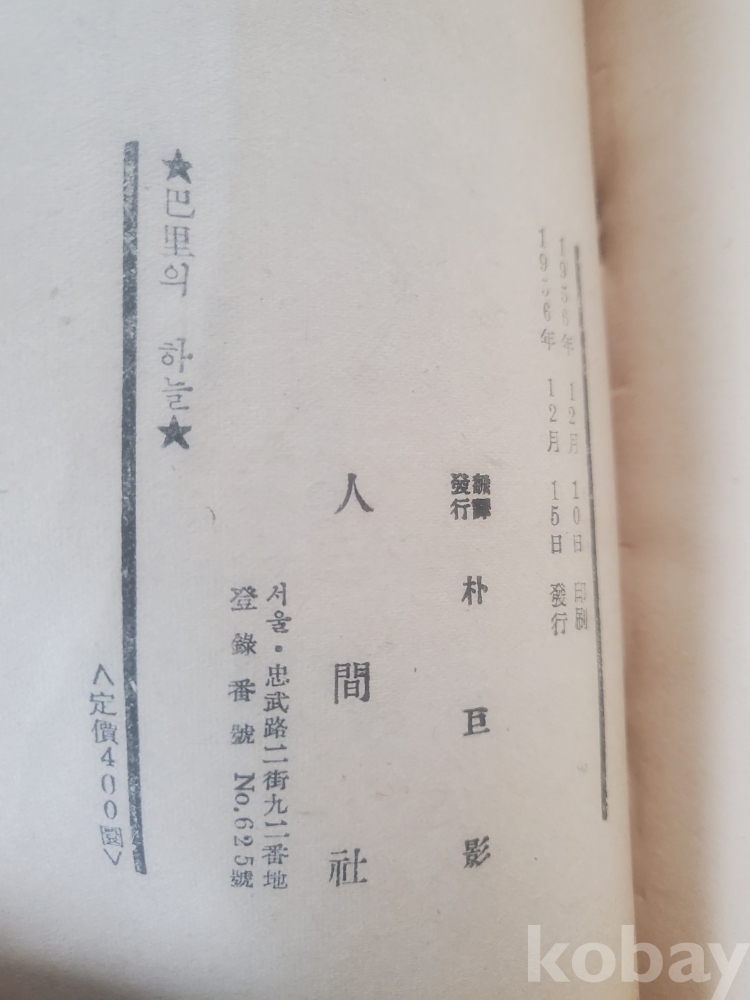 1956年 12月 10日 印刷
1956年 12月 15日 發行
飜譯
發行
朴巨影
人間社
서울・忠武路二街九二番地
登錄番號 No.625號
★巴里의 하늘★
<定價400圜>
kobay